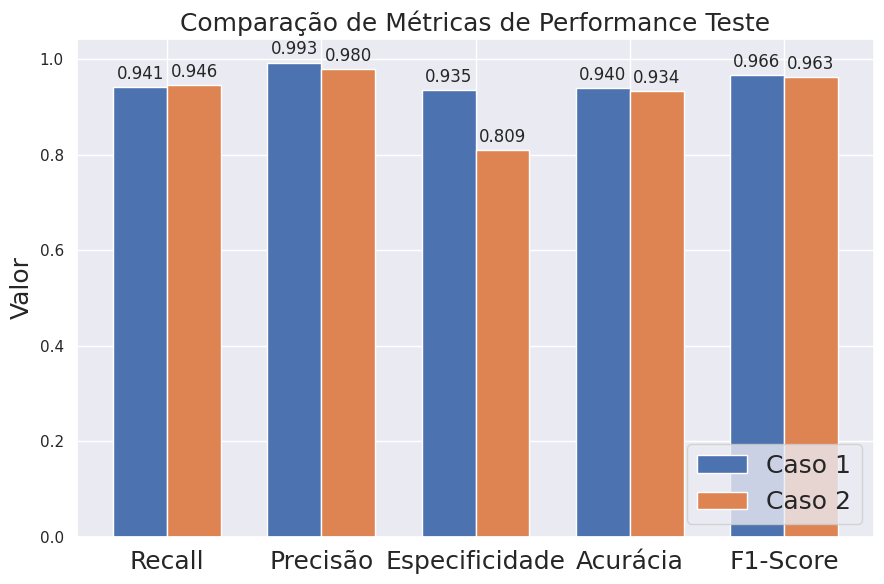 Comparação de Métricas de Performance Teste
Valor
1.0
0.8
0.6
0.4
0.2
0.0
0.941
0.946
0.993
0.980
0.935
0.809
0.940
0.934
0.966
0.963
Caso 1
Caso 2
Recall
Precisão
Especificidade
Acurácia
F1-Score